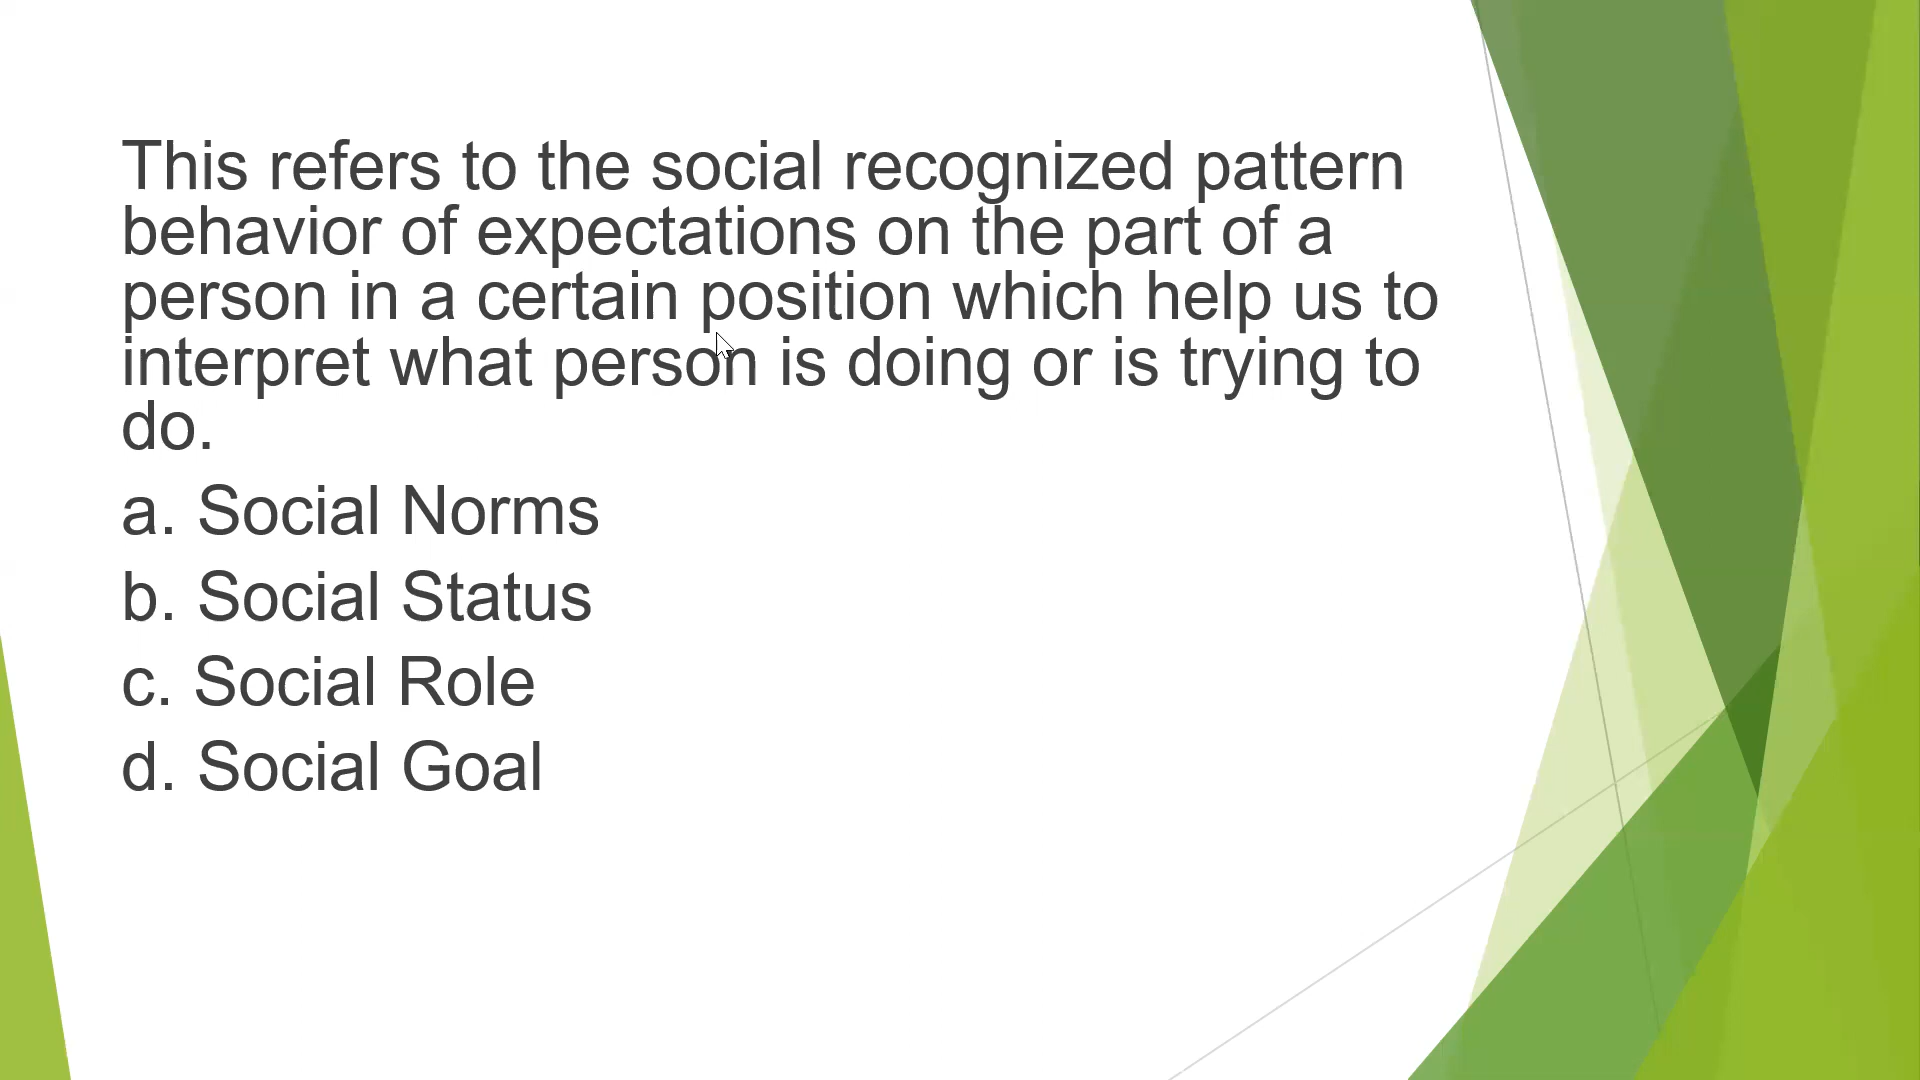 This refers to the social recognized pattern
behavior of expectations on the part of a
person in a certain position which help us to
interpret what person is doing or is trying to
do.
a. Social Norms
b. Social Status
c. Social Role
d. Social Goal